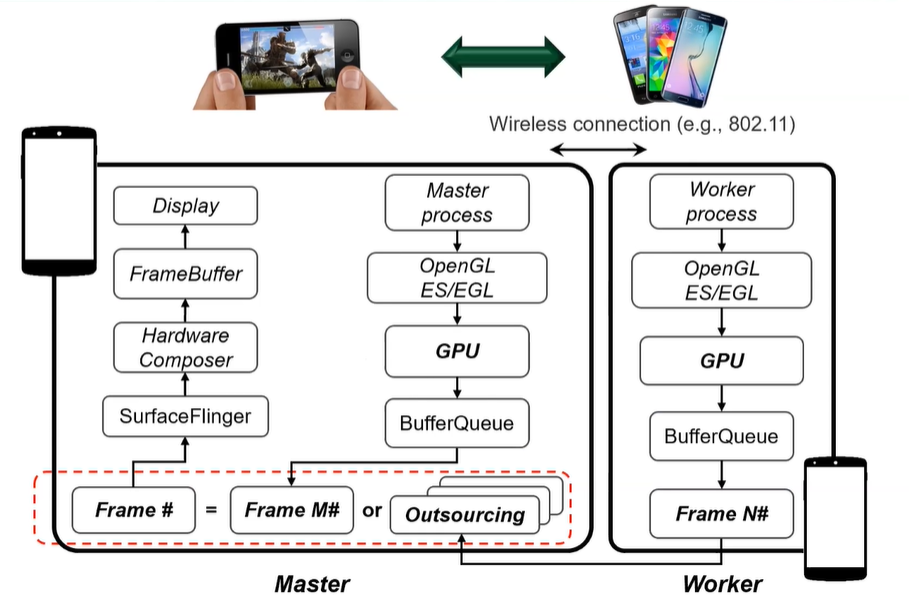 Wireless connection (e.g., 802.11)
Display
FrameBuffer
Hardware
Composer
SurfaceFlinger
Master
process
OpenGL
ES/EGL
GPU
BufferQueue
Frame # = Frame M# or Outsourcing
Master
Worker
process
OpenGL
ES/EGL
GPU
BufferQueue
Frame N#
Worker